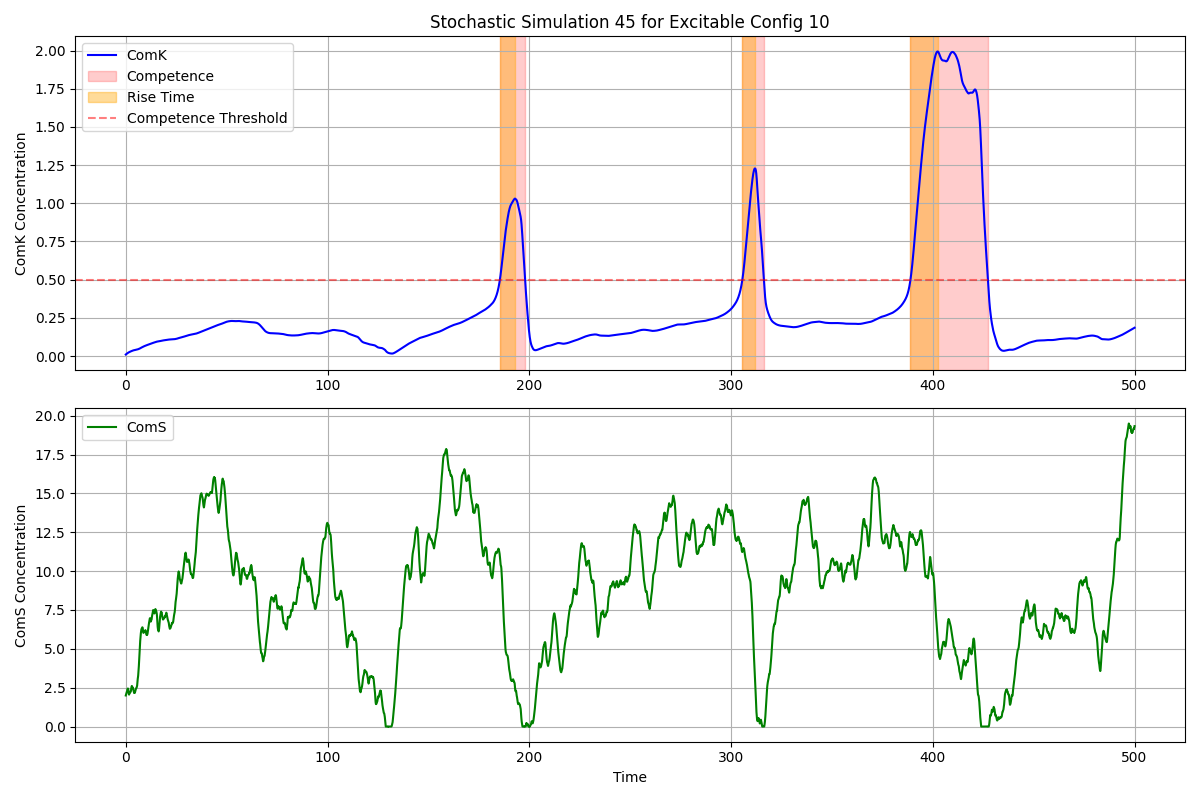 Stochastic Simulation 45 for Excitable Config 10
ComK
Competence
Rise Time
Competence Threshold
ComK Concentration
2.00
1.75
1.50
1.25
1.00
0.75
0.50
0.25
0.00
0 100 200 300 400 500
ComS
ComS Concentration
20.0
17.5
15.0
12.5
10.0
7.5
5.0
2.5
0.0
0 100 200 300 400 500
Time